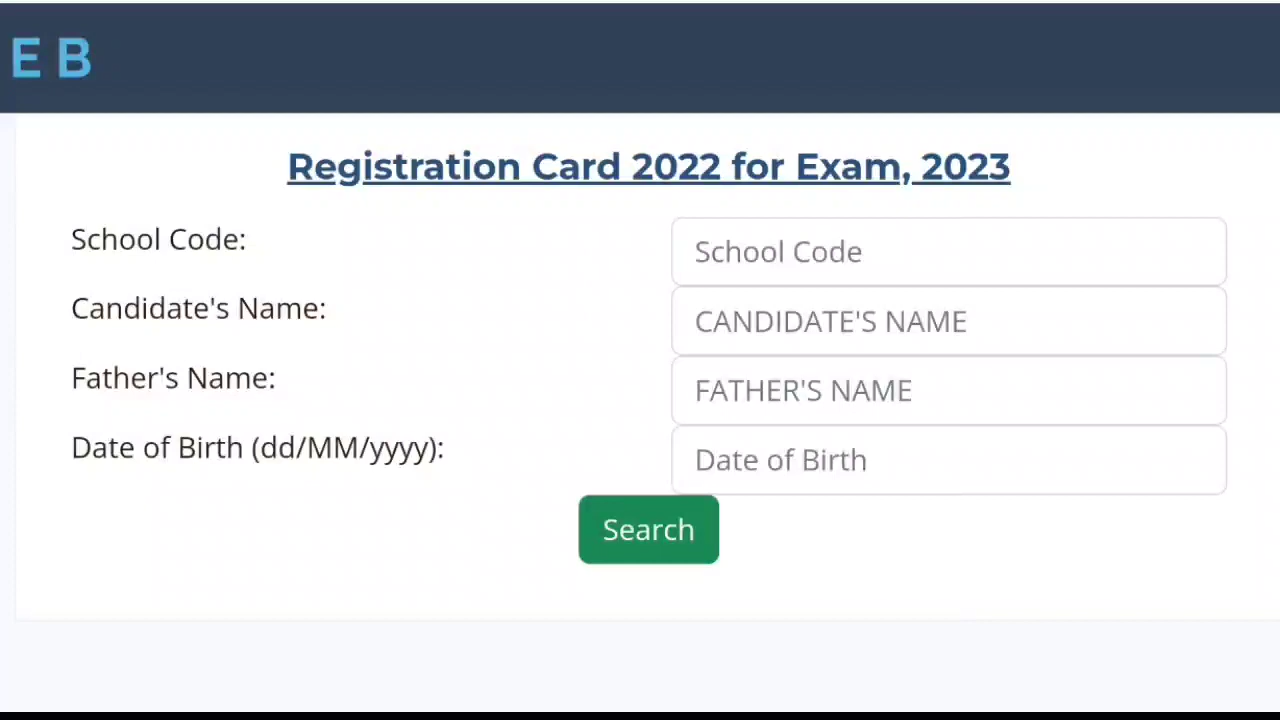 E B
Registration Card 2022 for Exam, 2023
School Code:
School Code
Candidate's Name:
CANDIDATE'S NAME
Father's Name:
FATHER'S NAME
Date of Birth (dd/MM/yyyy):
Date of Birth
Search